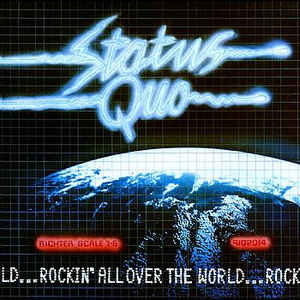 Status
Quo
RICHTER SCALE 7·6
9102014
LD...ROCKIN' ALL OVER THE WORLD...ROCK